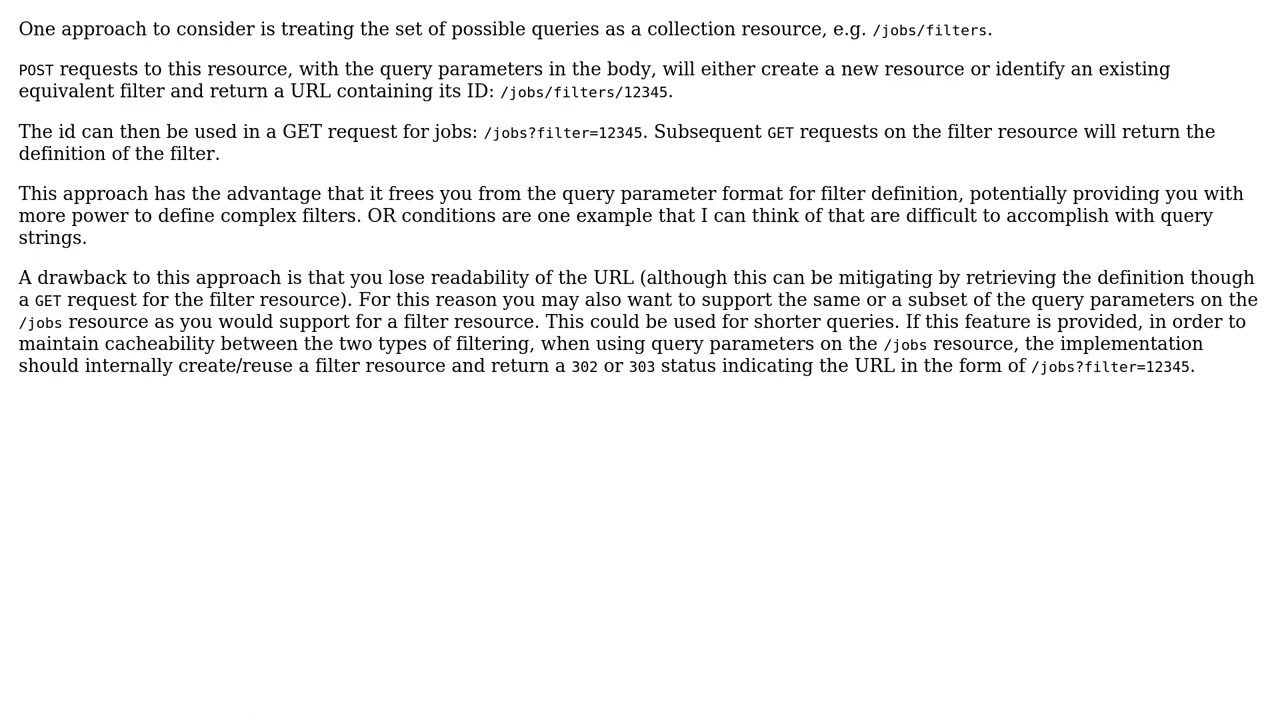 One approach to consider is treating the set of possible queries as a collection resource, e.g. /jobs/filters.
POST requests to this resource, with the query parameters in the body, will either create a new resource or identify an existing
equivalent filter and return a URL containing its ID: /jobs/filters/12345.
The id can then be used in a GET request for jobs: /jobs?filter=12345. Subsequent GET requests on the filter resource will return the
definition of the filter.
This approach has the advantage that it frees you from the query parameter format for filter definition, potentially providing you with
more power to define complex filters. OR conditions are one example that I can think of that are difficult to accomplish with query
strings.
A drawback to this approach is that you lose readability of the URL (although this can be mitigating by retrieving the definition though
a GET request for the filter resource). For this reason you may also want to support the same or a subset of the query parameters on the
/jobs resource as you would support for a filter resource. This could be used for shorter queries. If this feature is provided, in order to
maintain cacheability between the two types of filtering, when using query parameters on the /jobs resource, the implementation
should internally create/reuse a filter resource and return a 302 or 303 status indicating the URL in the form of /jobs?filter=12345.